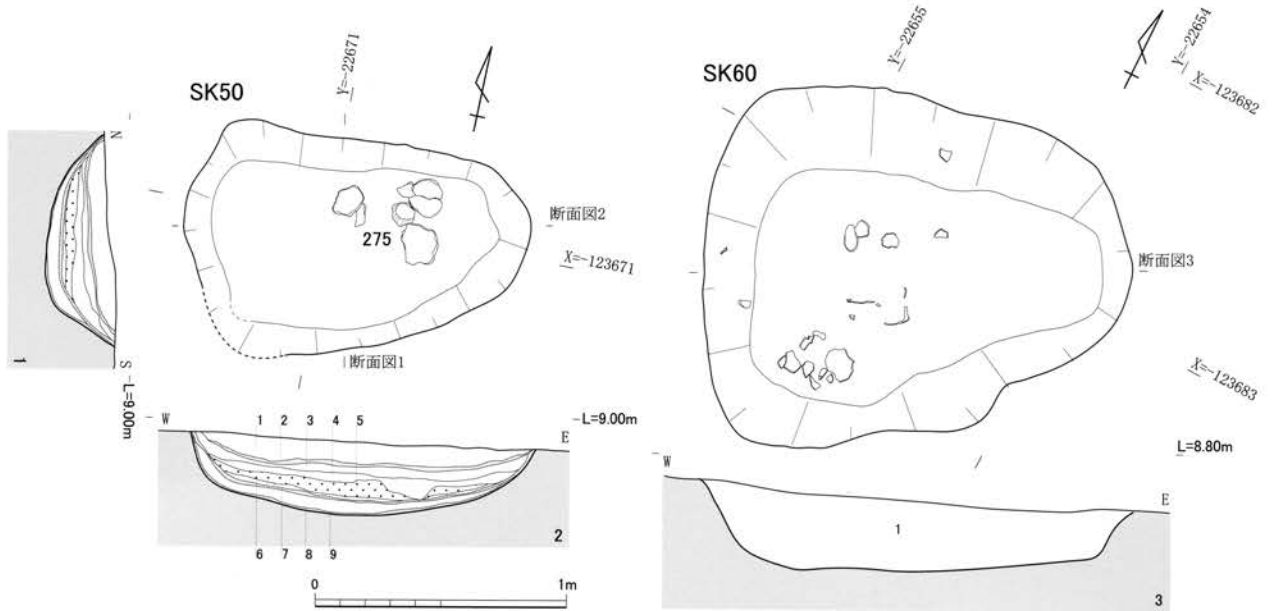 SK50
Y=-22671
断面図2
275
X=-123671
断面図1
N
S
1
L=9.00m
W
1 2 3 4 5
L=9.00m
E
2
6 7 8 9
0 1m
SK60
Y=-22655
Y=-22654
X=-123682
断面図3
X=-123683
L=8.80m
W
E
1
3